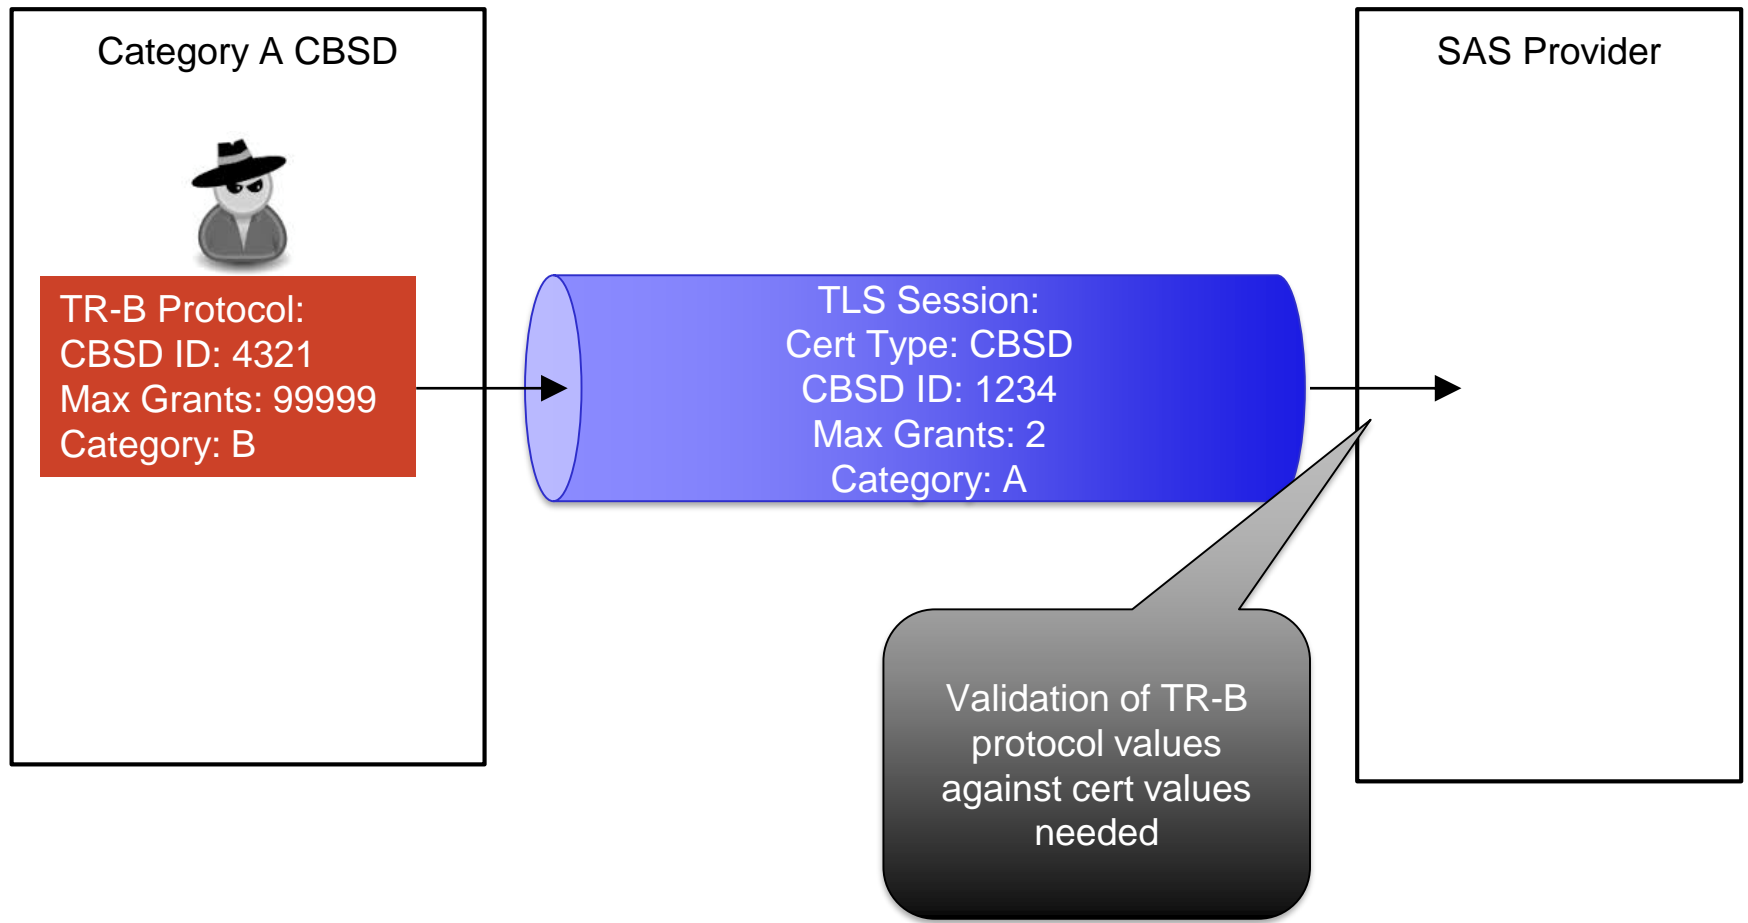 Category A CBSD
SAS Provider
TR-B Protocol:
CBSD ID: 4321
Max Grants: 99999
Category: B
TLS Session:
Cert Type: CBSD
CBSD ID: 1234
Max Grants: 2
Category: A
Validation of TR-B
protocol values
against cert values
needed